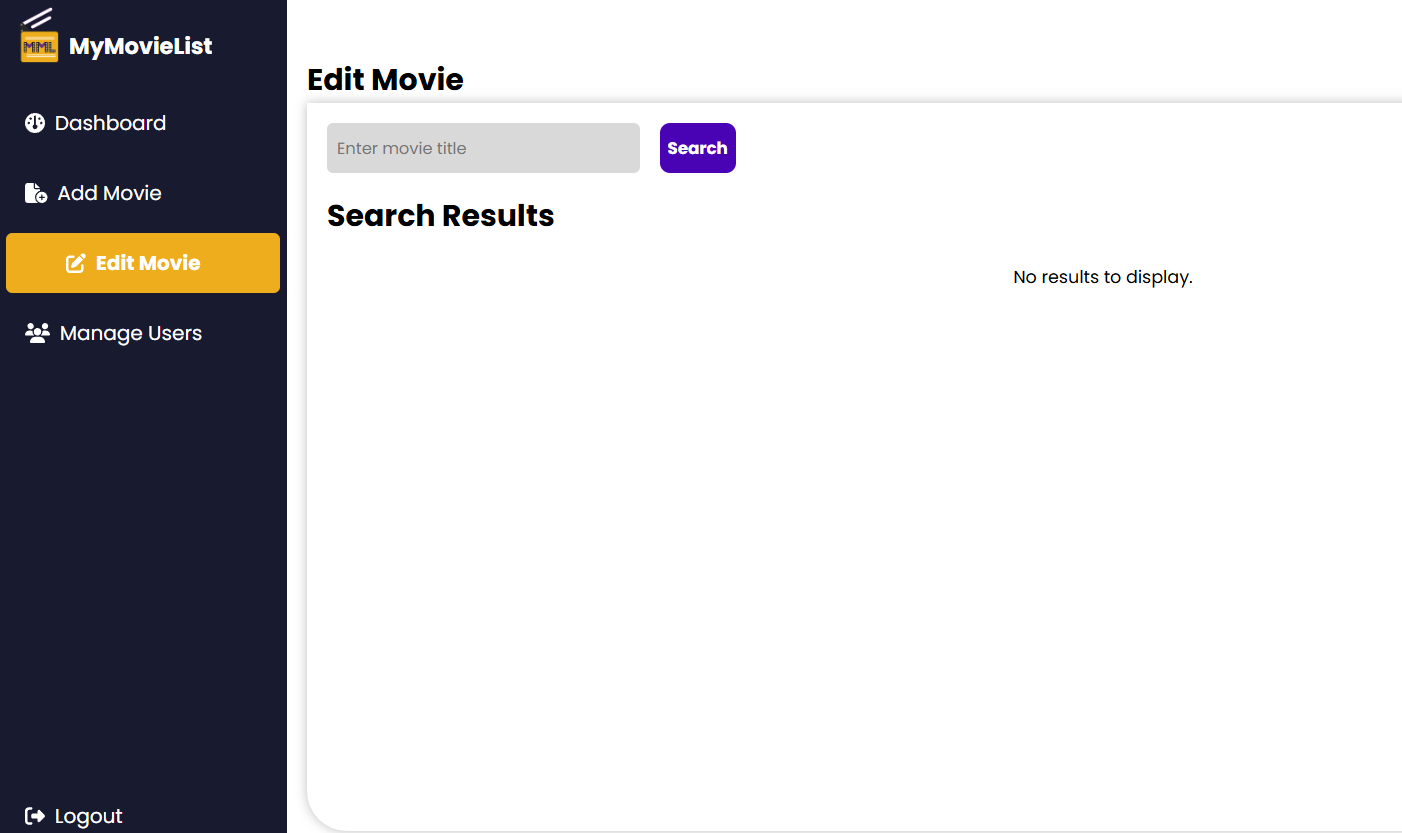 MML
MyMovieList
Dashboard
Add Movie
Edit Movie
Manage Users
Logout
Edit Movie
Enter movie title
Search
Search Results
No results to display.